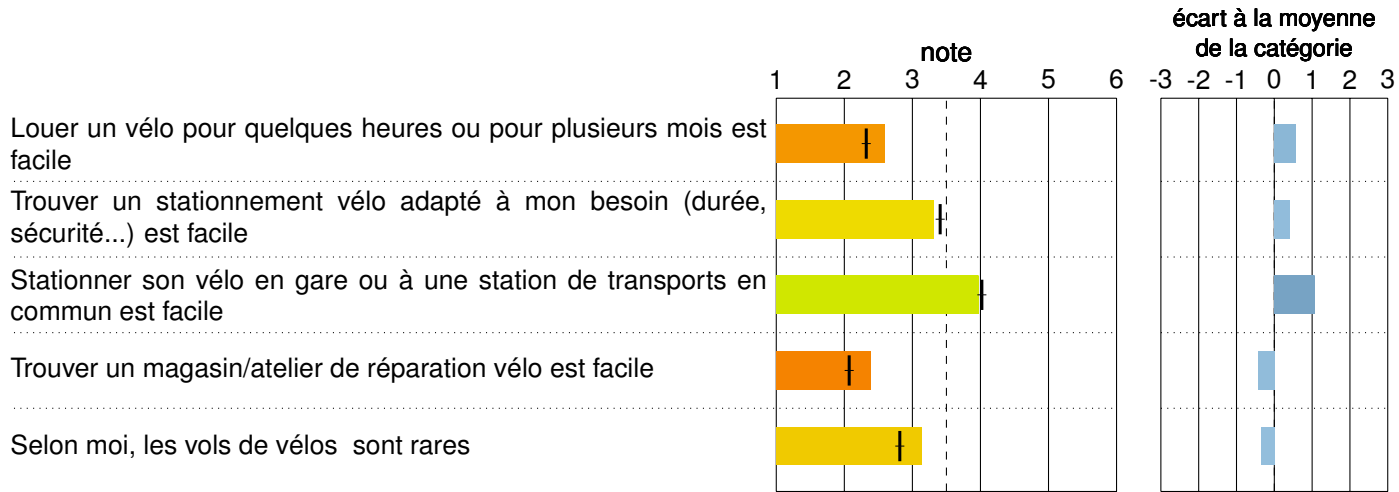 écart à la moyenne
note de la catégorie
1 2 3 4 5 6 -3 -2 -1 0 1 2 3
Louer un vélo pour quelques heures ou pour plusieurs mois est
facile
Trouver un stationnement vélo adapté à mon besoin (durée,
sécurité...) est facile
Stationner son vélo en gare ou à une station de transports en
commun est facile
Trouver un magasin/atelier de réparation vélo est facile
Selon moi, les vols de vélos sont rares